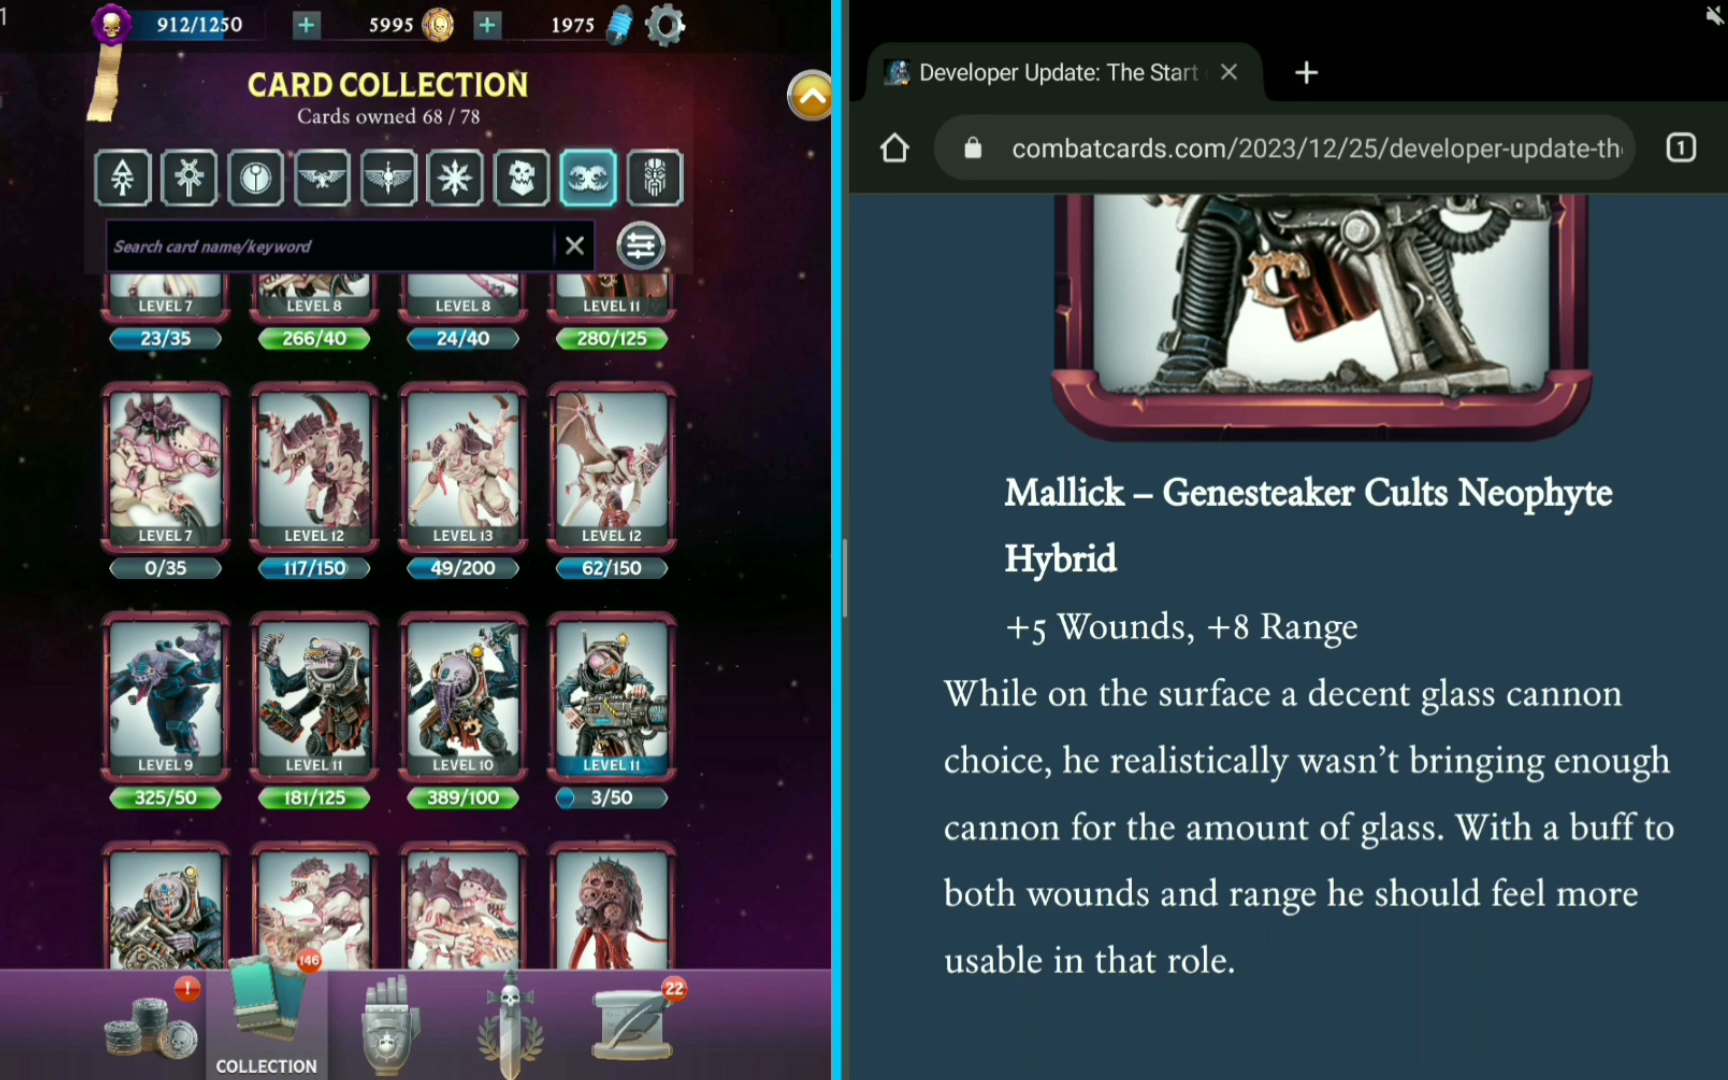 1
912/1250
5995
1975
CARD COLLECTION
Cards owned 68 / 78
Search card name/keyword
LEVEL 7
LEVEL 8
LEVEL 8
LEVEL 11
23/35
266/40
24/40
280/125
LEVEL 7
LEVEL 12
LEVEL 13
LEVEL 12
0/35
117/150
49/200
62/150
LEVEL 9
LEVEL 11
LEVEL 10
LEVEL 11
325/50
181/125
389/100
3/50
!
146
22
COLLECTION
Developer Update: The Start
combatcards.com/2023/12/25/developer-update-th
1
Mallick – Genesteaker Cults Neophyte
Hybrid
+5 Wounds, +8 Range
While on the surface a decent glass cannon
choice, he realistically wasn't bringing enough
cannon for the amount of glass. With a buff to
both wounds and range he should feel more
usable in that role.